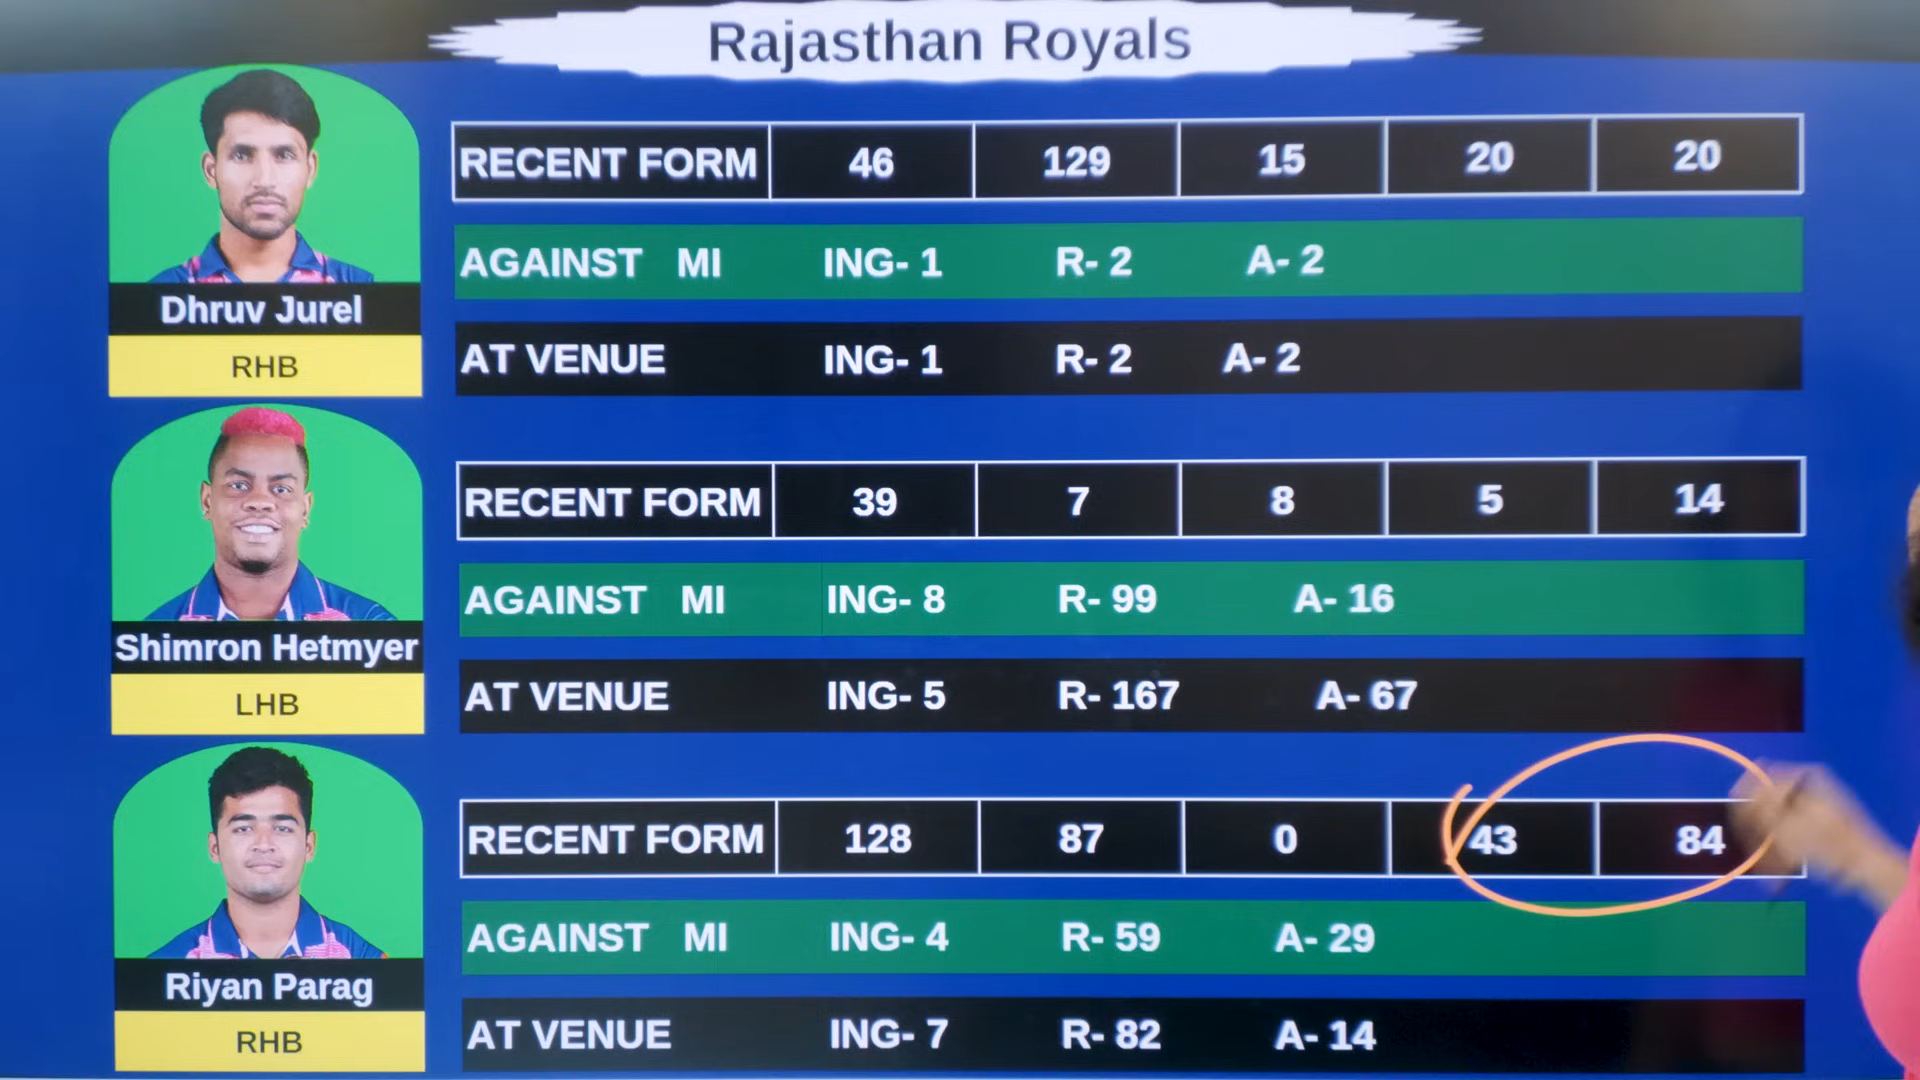 Rajasthan Royals
RECENT FORM 46 129 15 20 20
AGAINST MI ING- 1 R- 2 A- 2
Dhruv Jurel
AT VENUE ING- 1 R- 2 A- 2
RHB
RECENT FORM 39 7 8 5 14
AGAINST MI ING- 8 R- 99 A- 16
Shimron Hetmyer
AT VENUE ING- 5 R- 167 A- 67
LHB
RECENT FORM 128 87 0 43 84
AGAINST MI ING- 4 R- 59 A- 29
Riyan Parag
AT VENUE ING- 7 R- 82 A- 14
RHB